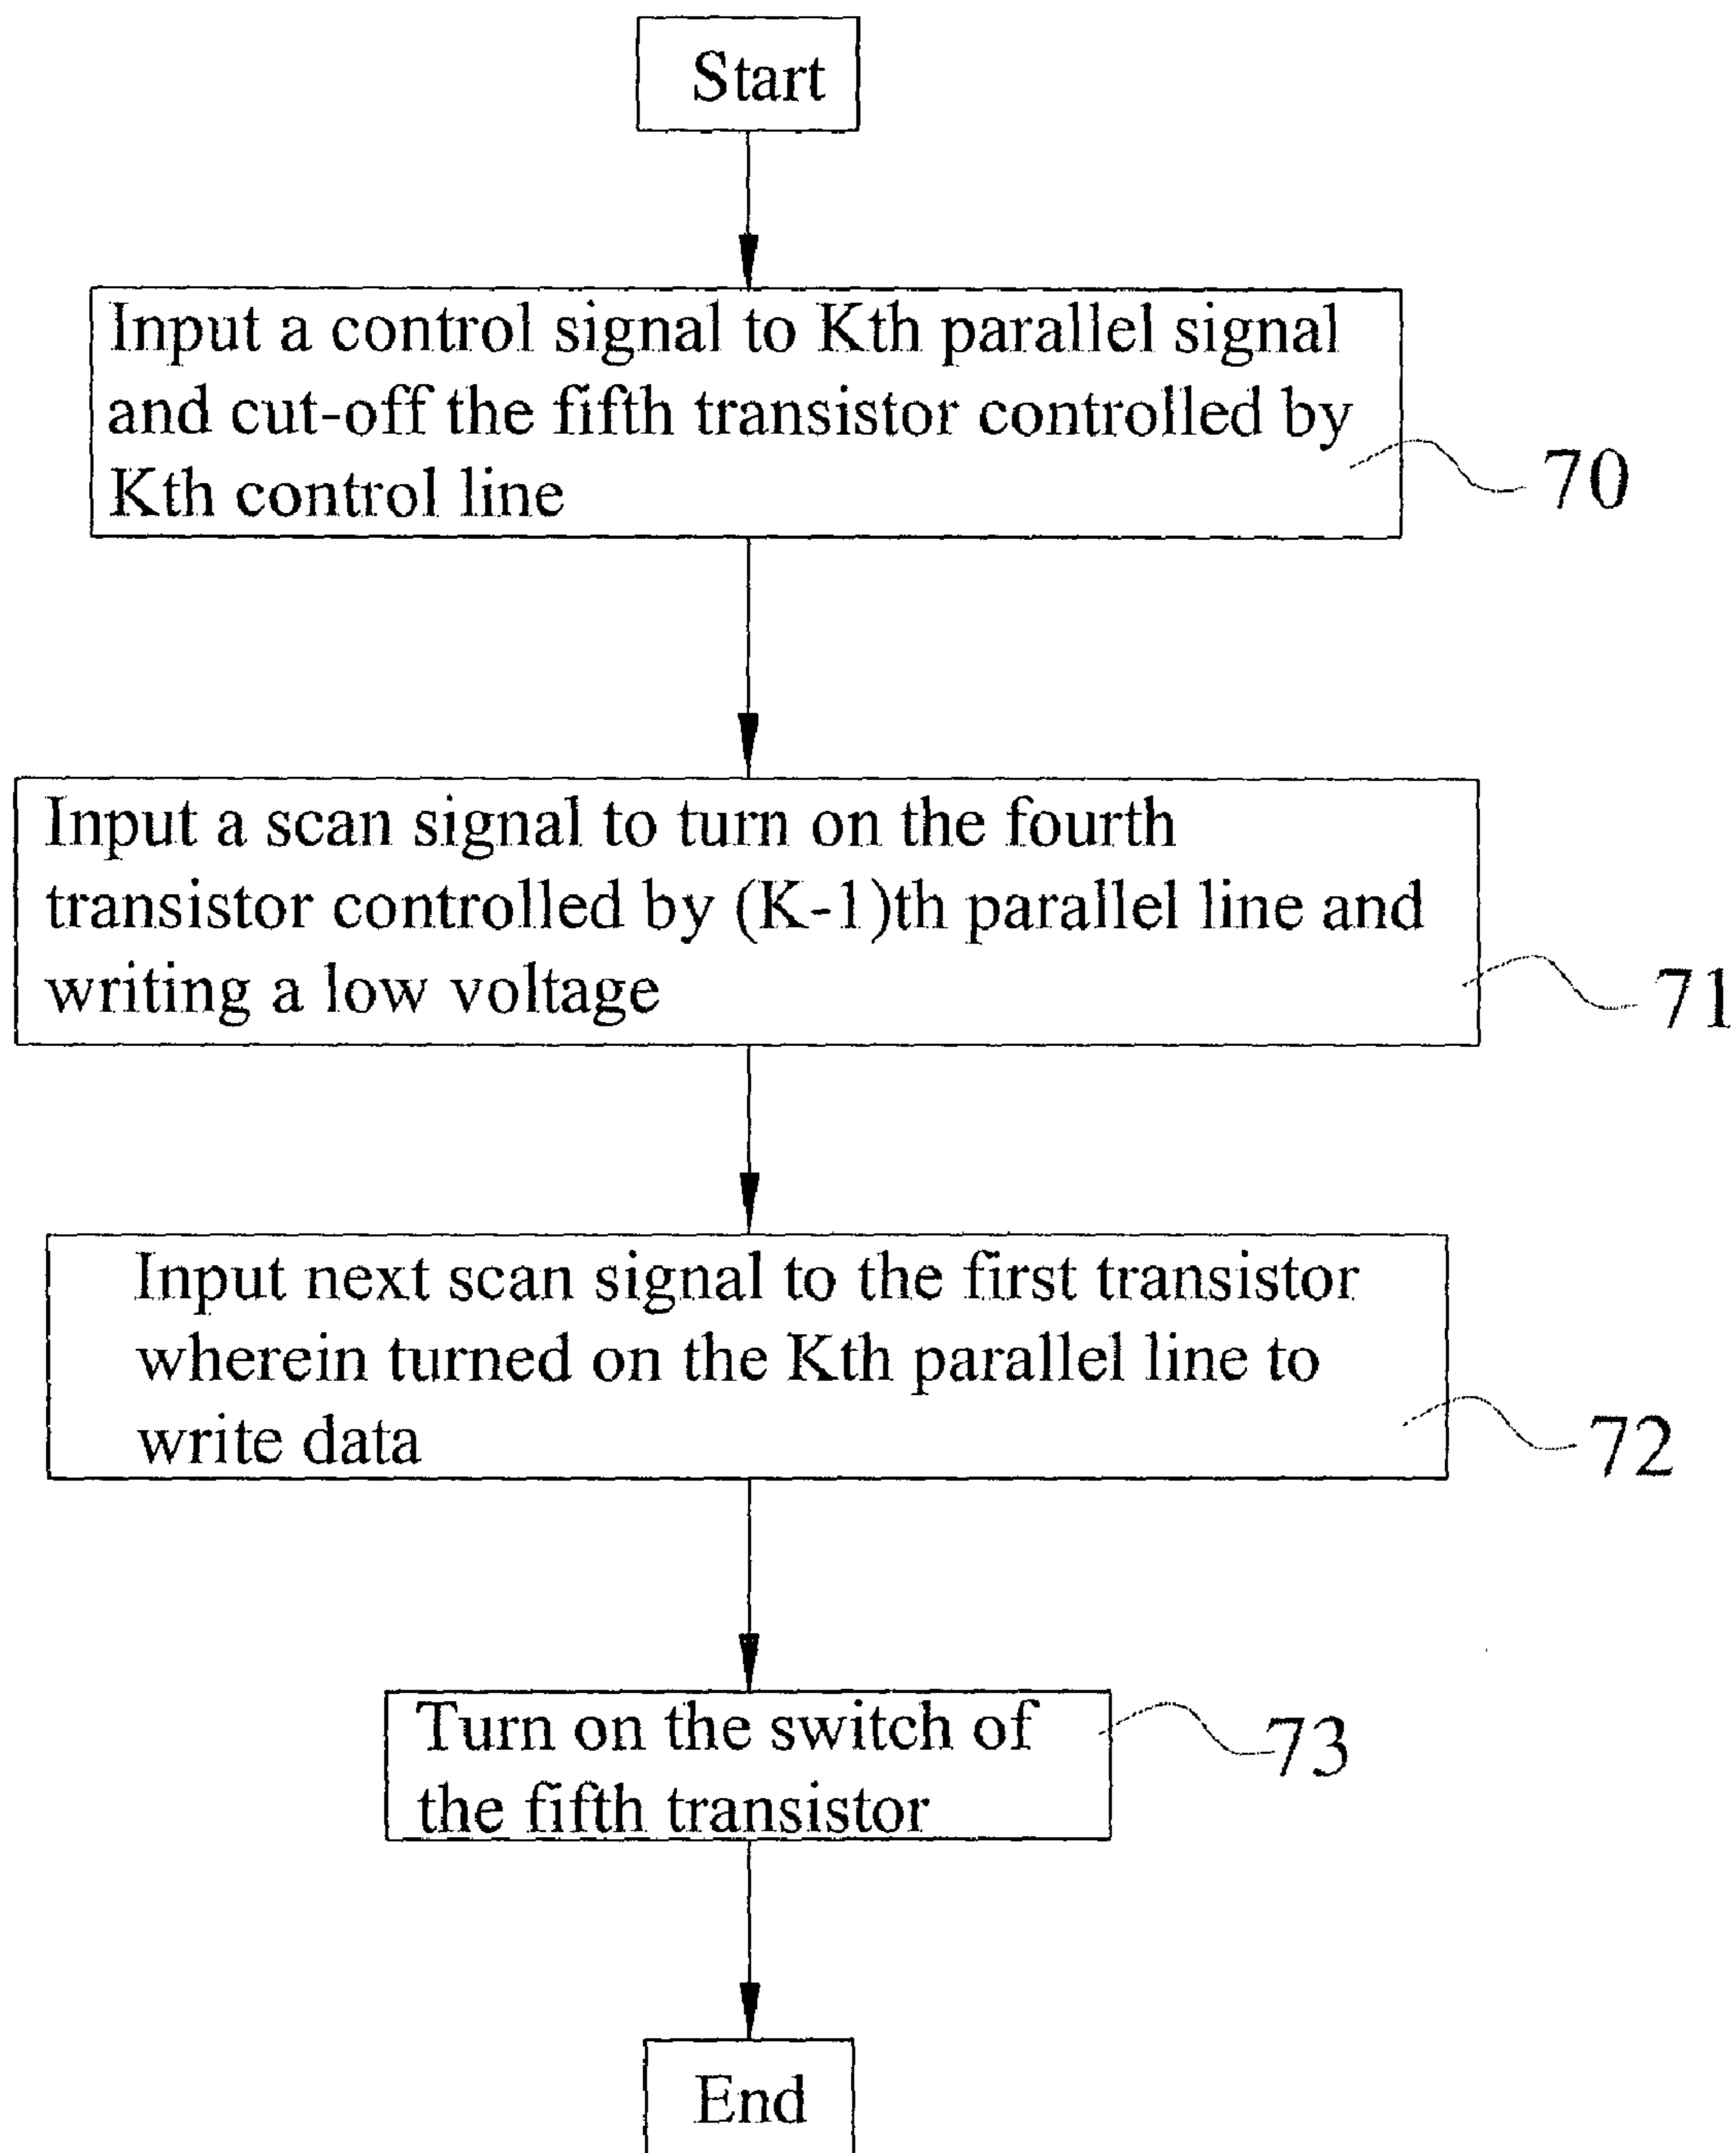 Start
Input a control signal to Kth parallel signal
and cut-off the fifth transistor controlled by
Kth control line
70
Input a scan signal to turn on the fourth
transistor controlled by (K-1)th parallel line and
writing a low voltage
71
Input next scan signal to the first transistor
wherein turned on the Kth parallel line to
write data
72
Turn on the switch of
the fifth transistor
73
End